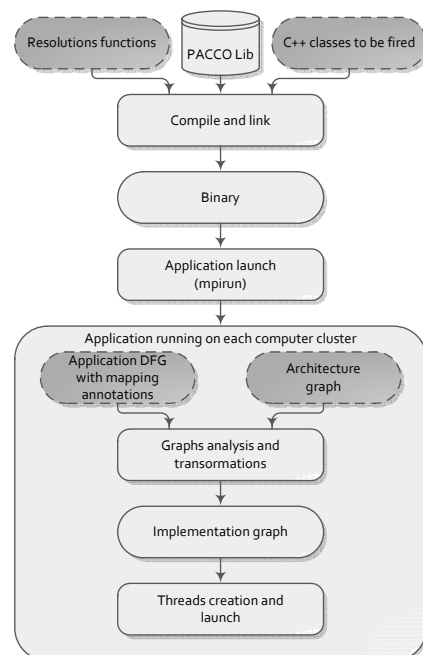 Resolutions functions
PACCO Lib
C++ classes to be fired
Compile and link
Binary
Application launch
(mpirun)
Application running on each computer cluster
Application DFG
with mapping
annotations
Architecture
graph
Graphs analysis and
transormations
Implementation graph
Threads creation and
launch